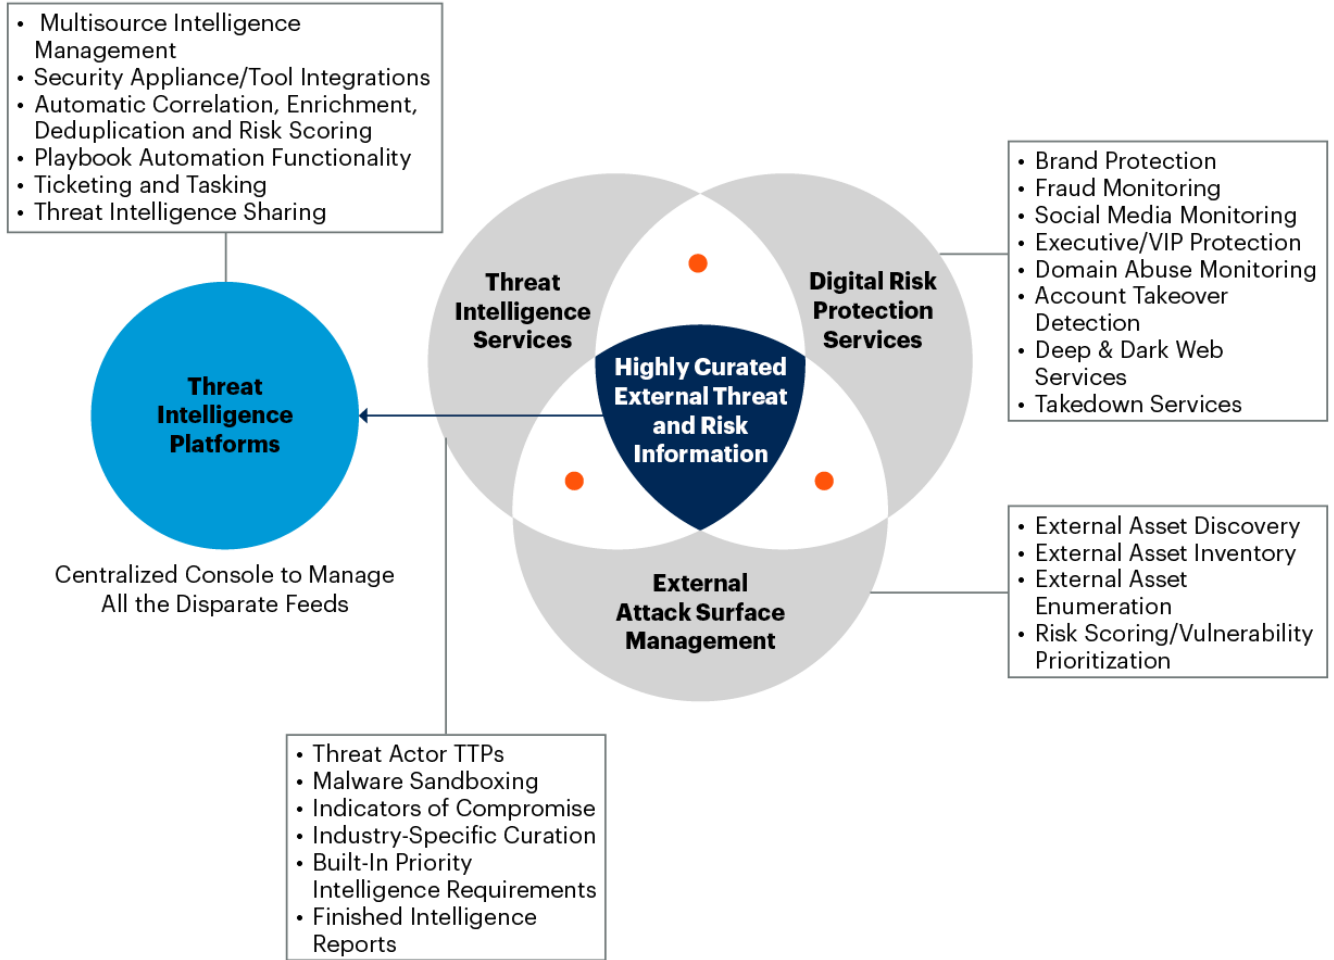 • Multisource Intelligence
Management
• Security Appliance/Tool Integrations
• Automatic Correlation, Enrichment,
Deduplication and Risk Scoring
• Playbook Automation Functionality
• Ticketing and Tasking
• Threat Intelligence Sharing
Threat
Intelligence
Platforms
Centralized Console to Manage
All the Disparate Feeds
Threat
Intelligence
Services
Digital Risk
Protection
Services
Highly Curated
External Threat
and Risk
Information
External
Attack Surface
Management
• Brand Protection
• Fraud Monitoring
• Social Media Monitoring
• Executive/VIP Protection
• Domain Abuse Monitoring
• Account Takeover
Detection
• Deep & Dark Web
Services
• Takedown Services
• External Asset Discovery
• External Asset Inventory
• External Asset
Enumeration
• Risk Scoring/Vulnerability
Prioritization
• Threat Actor TTPs
• Malware Sandboxing
• Indicators of Compromise
• Industry-Specific Curation
• Built-In Priority
Intelligence Requirements
• Finished Intelligence
Reports